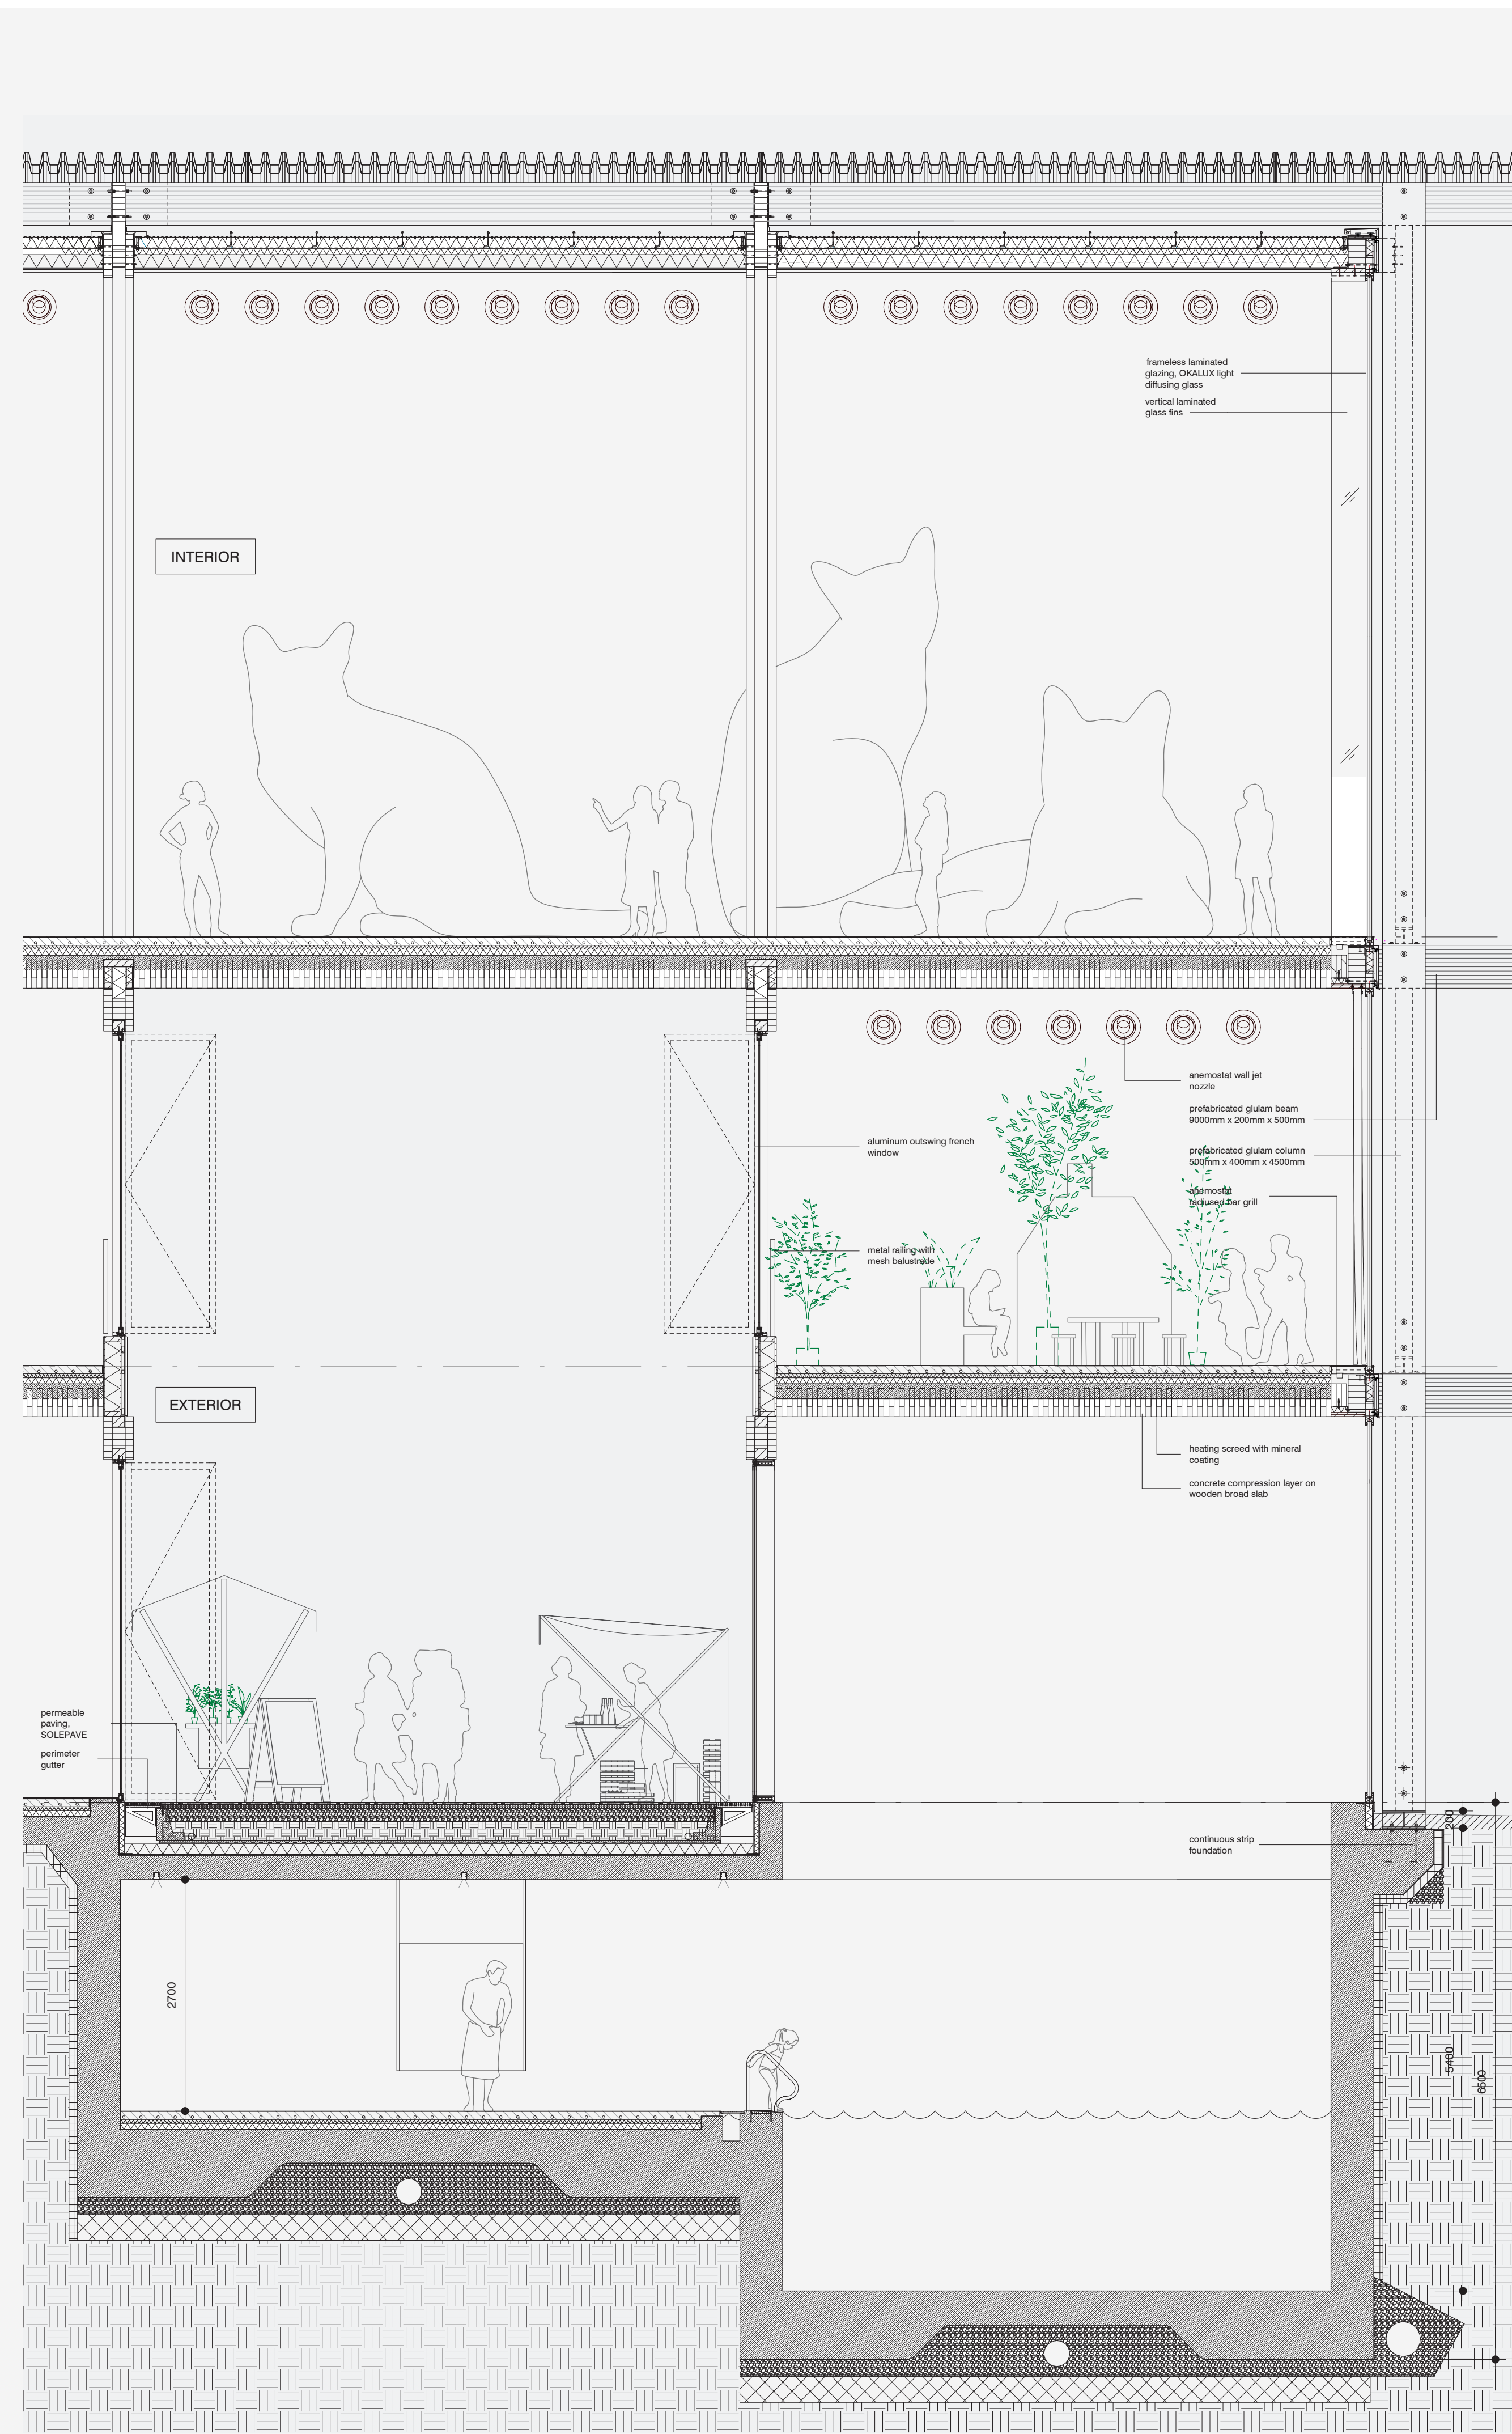 frameless laminated
glazing, OKALUX light
diffusing glass
vertical laminated
glass fins
INTERIOR
anemostat wall jet
nozzle
prefabricated glulam beam
9000mm x 200mm x 500mm
aluminum outswing french
window
prefabricated glulam column
500mm x 400mm x 4500mm
anemostat
radiused bar grill
metal railing with
mesh balustrade
EXTERIOR
heating screed with mineral
coating
concrete compression layer on
wooden broad slab
permeable
paving,
SOLEPAVE
perimeter
gutter
200
continuous strip
foundation
2700
5400
6500